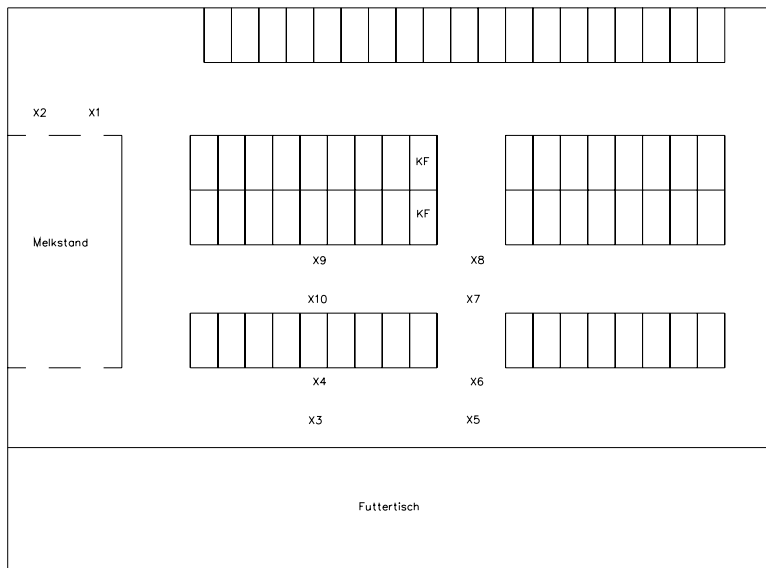 X2 X1
KF
KF
Melkstand
X9 X8
X10 X7
X4 X6
X3 X5
Futtertisch